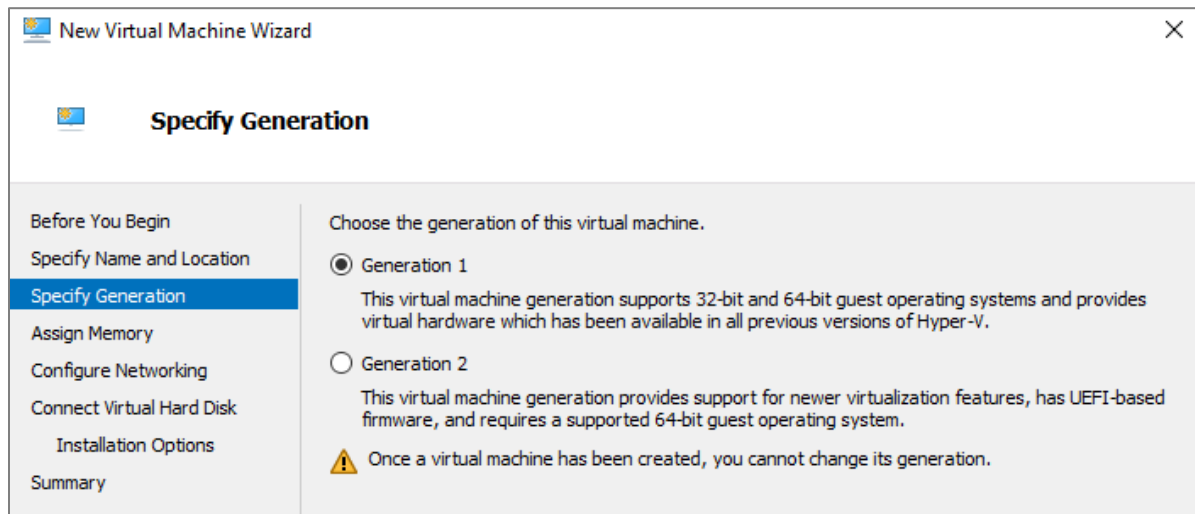 New Virtual Machine Wizard
Specify Generation
Before You Begin
Specify Name and Location
Specify Generation
Assign Memory
Configure Networking
Connect Virtual Hard Disk
Installation Options
Summary
Choose the generation of this virtual machine.
Generation 1
This virtual machine generation supports 32-bit and 64-bit guest operating systems and provides
virtual hardware which has been available in all previous versions of Hyper-V.
Generation 2
This virtual machine generation provides support for newer virtualization features, has UEFI-based
firmware, and requires a supported 64-bit guest operating system.
Once a virtual machine has been created, you cannot change its generation.